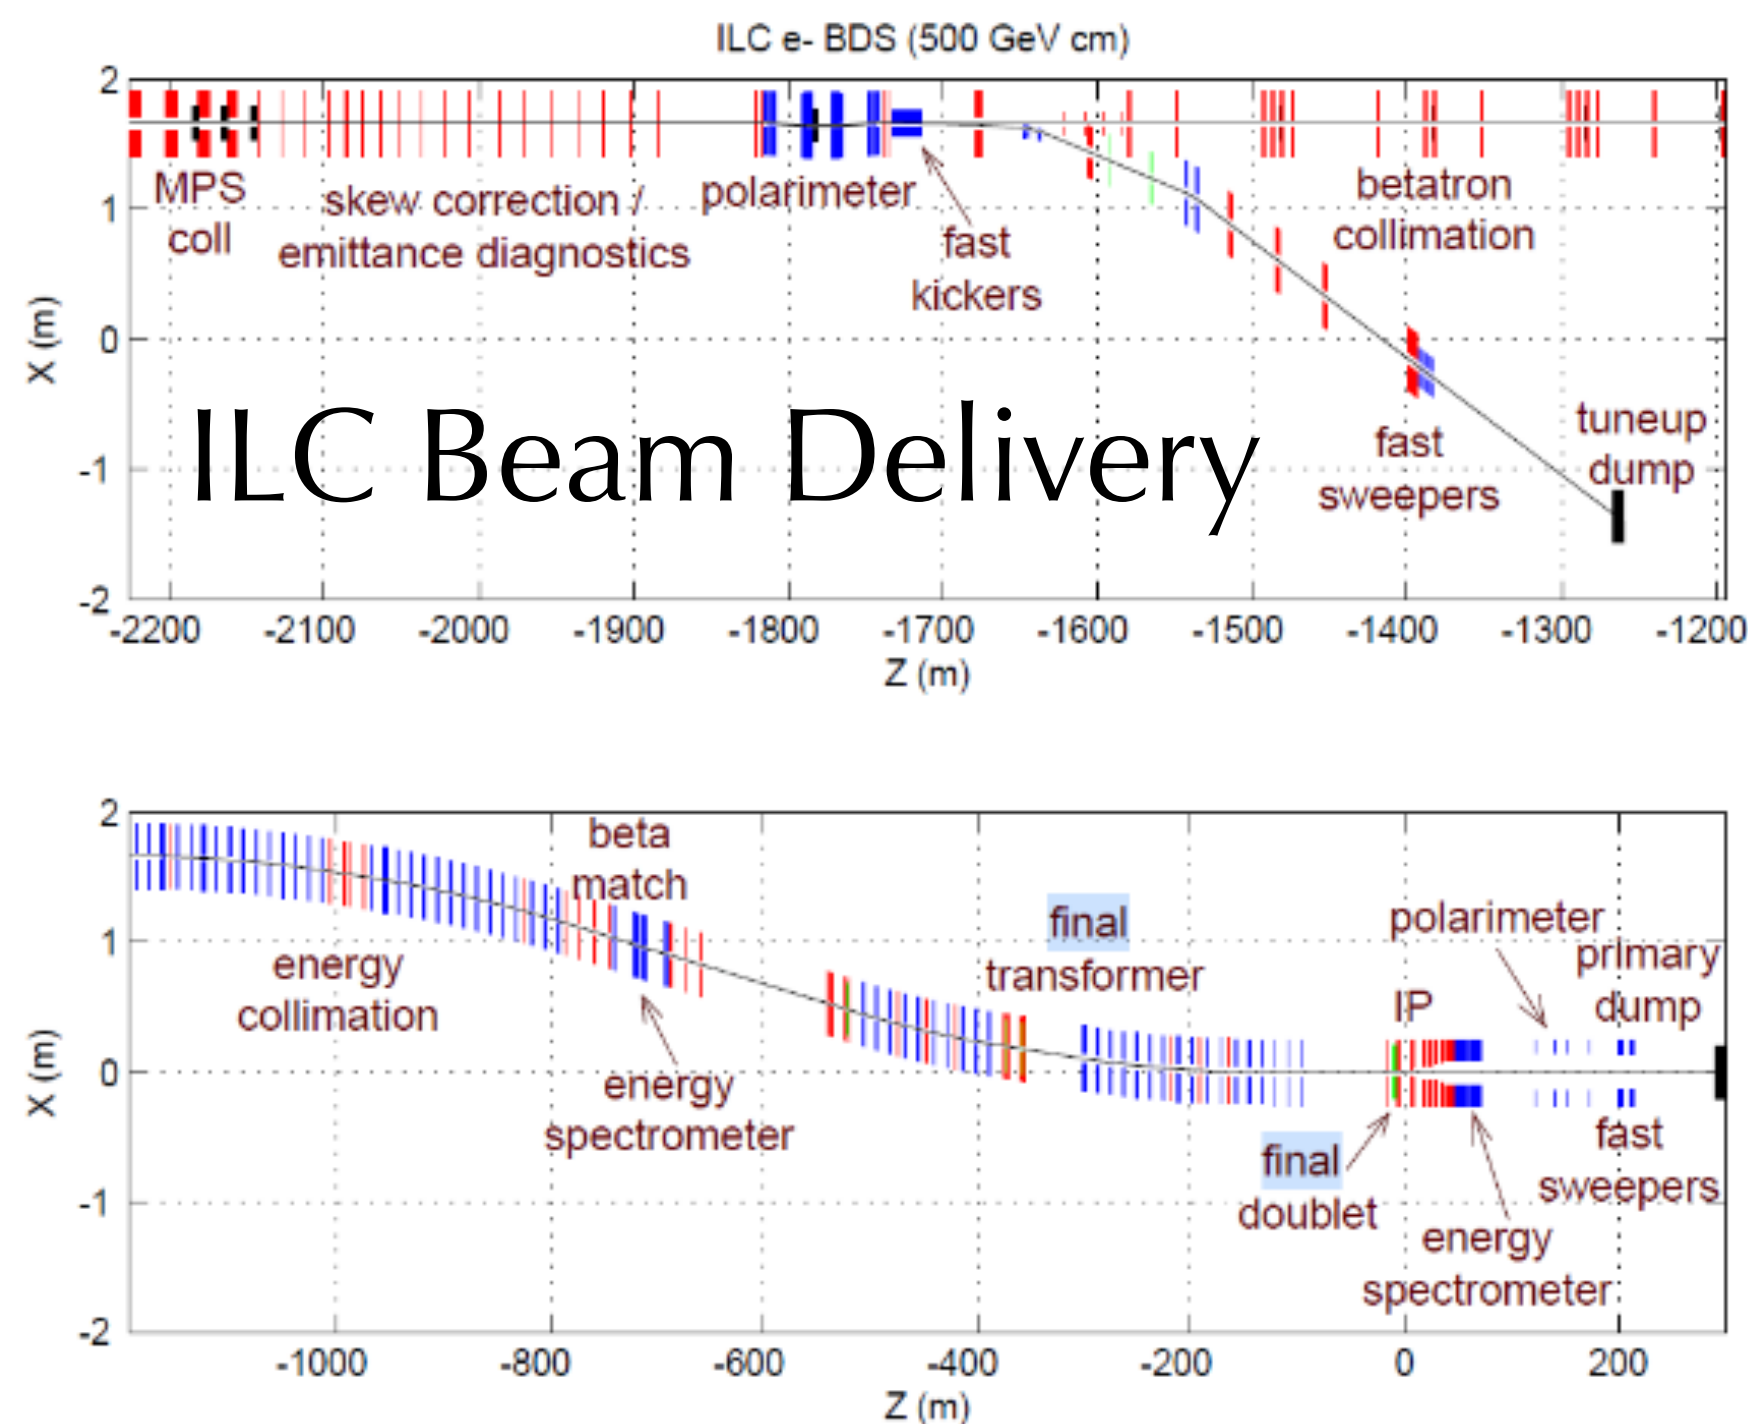 ILC e- BDS (500 GeV cm)
2
1
0
-1
-2
X (m)
MPS
coll
skew correction /
emittance diagnostics
polarimeter
fast
kickers
betatron
collimation
fast
sweepers
tuneup
dump
ILC Beam Delivery
-2200 -2100 -2000 -1900 -1800 -1700 -1600 -1500 -1400 -1300 -1200
Z (m)
2
1
0
-1
-2
X (m)
energy
collimation
beta
match
energy
spectrometer
final
transformer
final
doublet
IP
polarimeter
primary
dump
fast
sweepers
energy
spectrometer
-1000 -800 -600 -400 -200 0 200
Z (m)